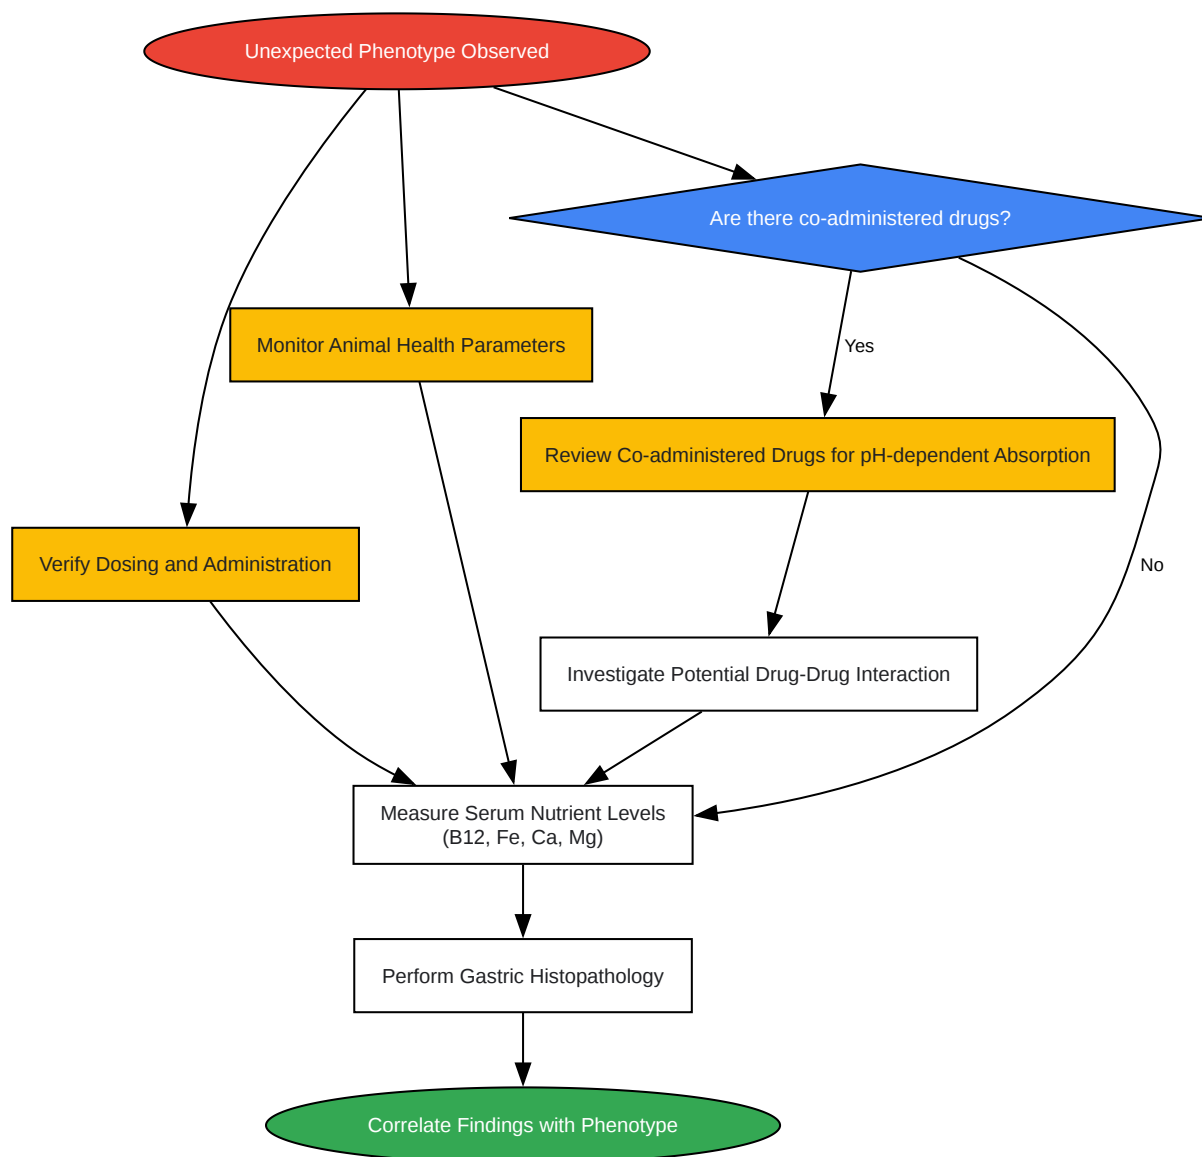 Unexpected Phenotype Observed
Are there co-administered drugs?
Monitor Animal Health Parameters
Yes
Review Co-administered Drugs for pH-dependent Absorption
Verify Dosing and Administration
No
Investigate Potential Drug-Drug Interaction
Measure Serum Nutrient Levels
(B12, Fe, Ca, Mg)
Perform Gastric Histopathology
Correlate Findings with Phenotype